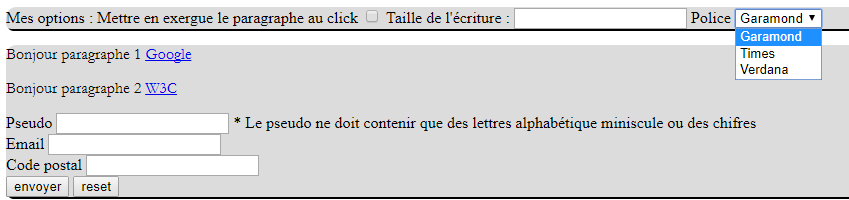 Mes options : Mettre en exergue le paragraphe au click Taille de l'écriture : Police Garamond
Garamond
Times
Verdana
Bonjour paragraphe 1 Google
Bonjour paragraphe 2 W3C
Pseudo * Le pseudo ne doit contenir que des lettres alphabétique miniscule ou des chifres
Email
Code postal
envoyer reset